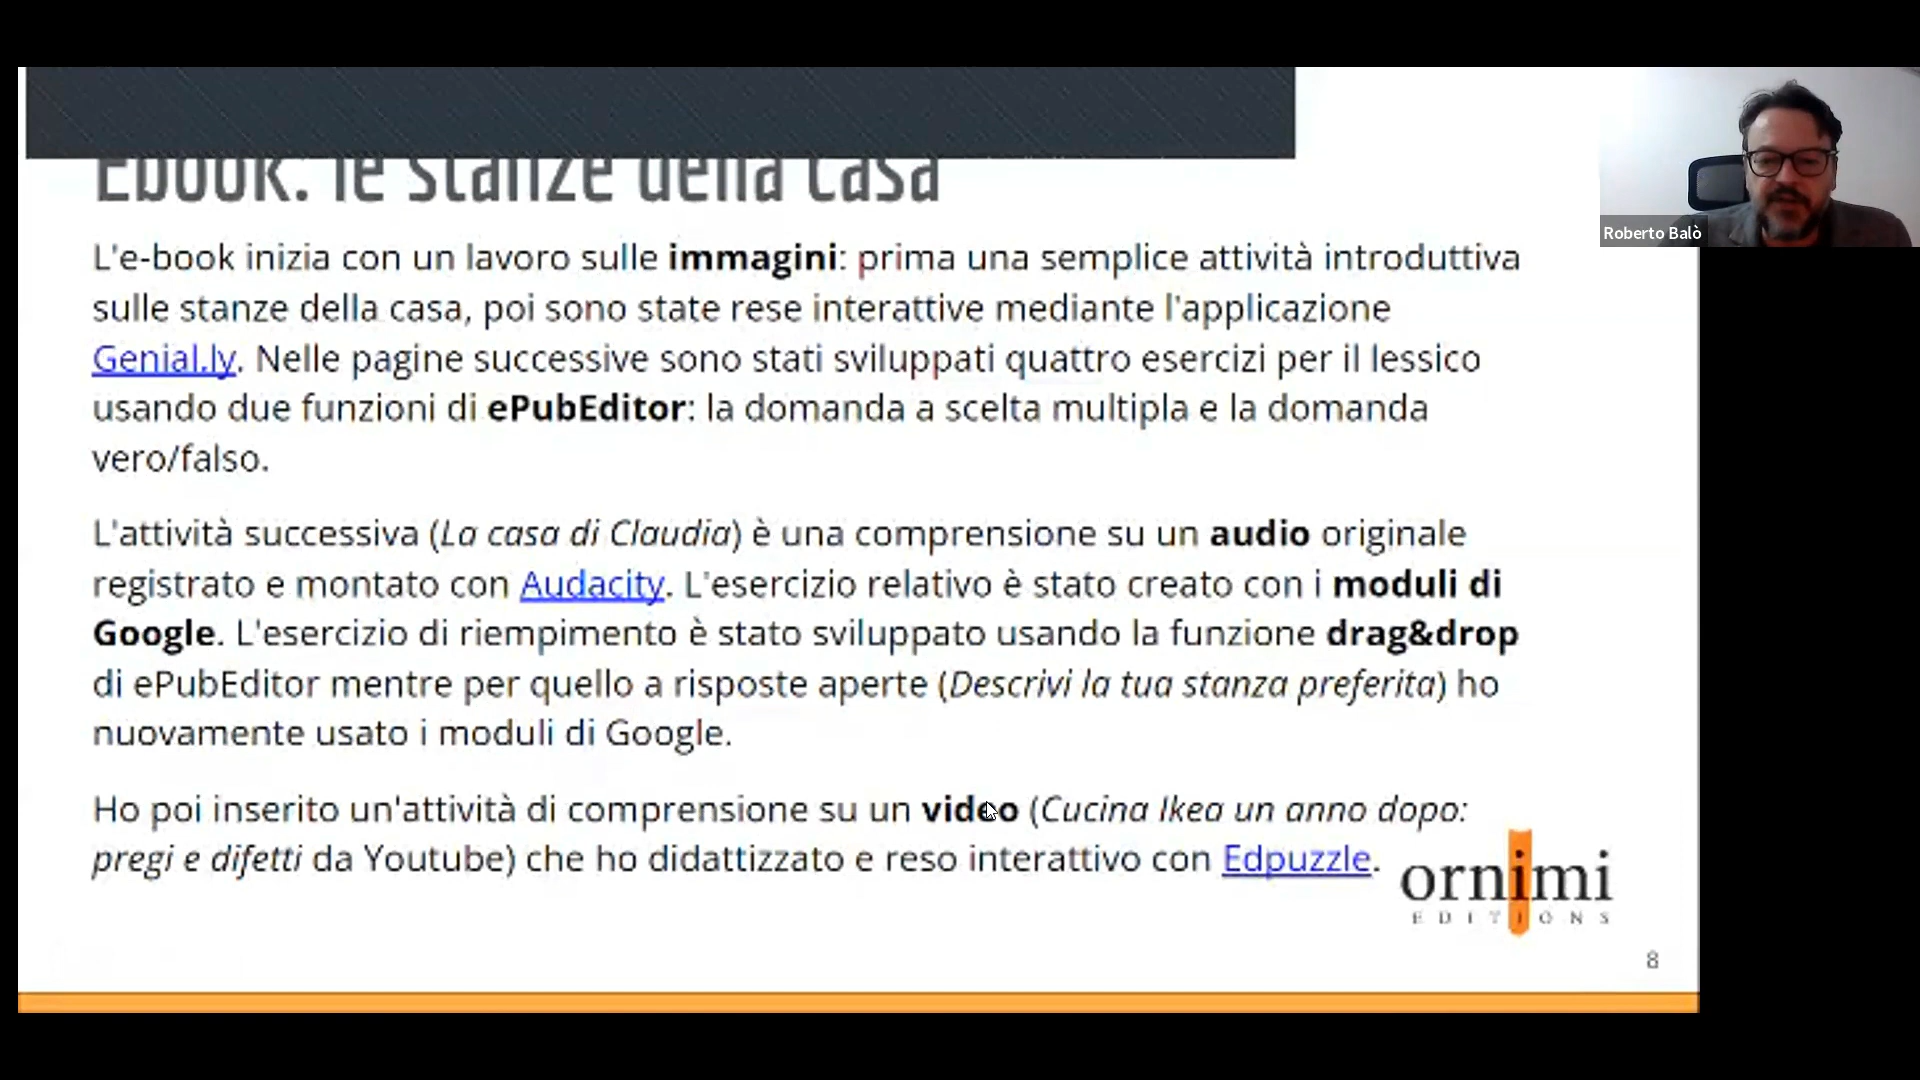 Ebook: le stanze della casa
L'e-book inizia con un lavoro sulle immagini: prima una semplice attività introduttiva
sulle stanze della casa, poi sono state rese interattive mediante l'applicazione
Genial.ly. Nelle pagine successive sono stati sviluppati quattro esercizi per il lessico
usando due funzioni di ePubEditor: la domanda a scelta multipla e la domanda
vero/falso.
L'attività successiva (La casa di Claudia) è una comprensione su un audio originale
registrato e montato con Audacity. L'esercizio relativo è stato creato con i moduli di
Google. L'esercizio di riempimento è stato sviluppato usando la funzione drag&drop
di ePubEditor mentre per quello a risposte aperte (Descrivi la tua stanza preferita) ho
nuovamente usato i moduli di Google.
Ho poi inserito un'attività di comprensione su un video (Cucina Ikea un anno dopo:
pregi e difetti da Youtube) che ho didattizzato e reso interattivo con Edpuzzle.
ornimi
EDITIONS
8
Roberto Balò